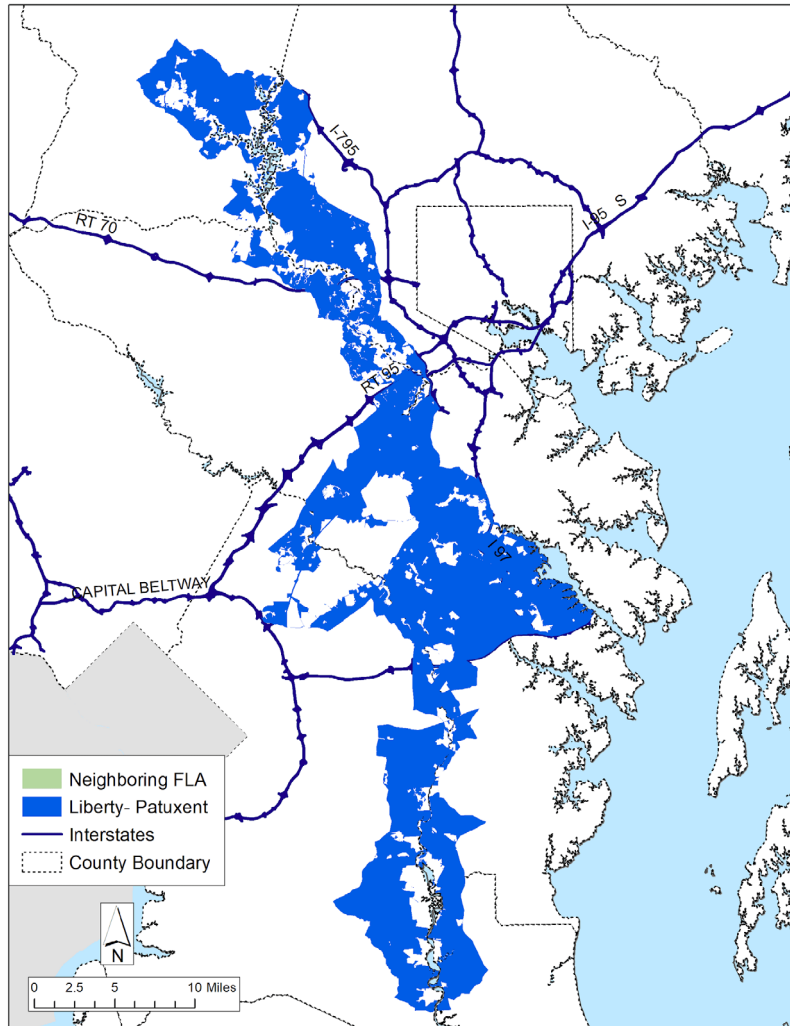 I-795
I-95 S
RT 70
RT 95
I 97
CAPITAL BELTWAY
Neighboring FLA
Liberty- Patuxent
Interstates
County Boundary
N
0 2.5 5 10 Miles